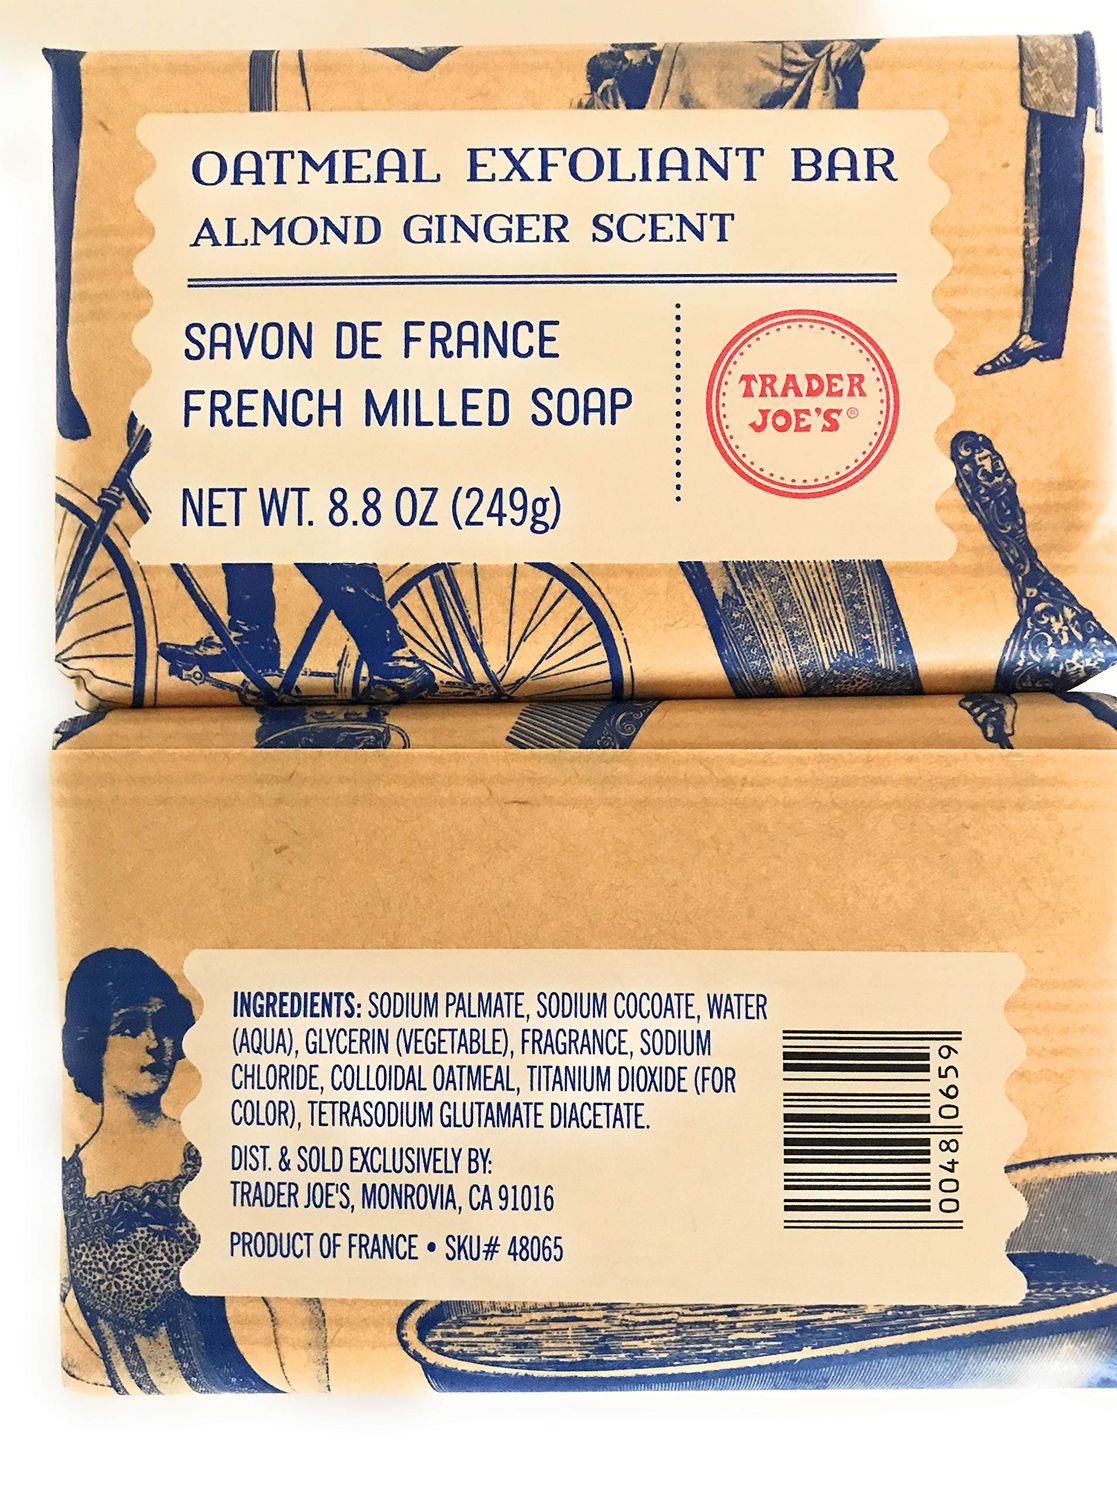 OATMEAL EXFOLIANT BAR
ALMOND GINGER SCENT
SAVON DE FRANCE
FRENCH MILLED SOAP
NET WT. 8.8 OZ (249g)
TRADER
JOE'S®
INGREDIENTS: SODIUM PALMATE, SODIUM COCOATE, WATER
(AQUA), GLYCERIN (VEGETABLE), FRAGRANCE, SODIUM
CHLORIDE, COLLOIDAL OATMEAL, TITANIUM DIOXIDE (FOR
COLOR), TETRASODIUM GLUTAMATE DIACETATE.
DIST. & SOLD EXCLUSIVELY BY:
TRADER JOE'S, MONROVIA, CA 91016
PRODUCT OF FRANCE • SKU# 48065
0048 0659